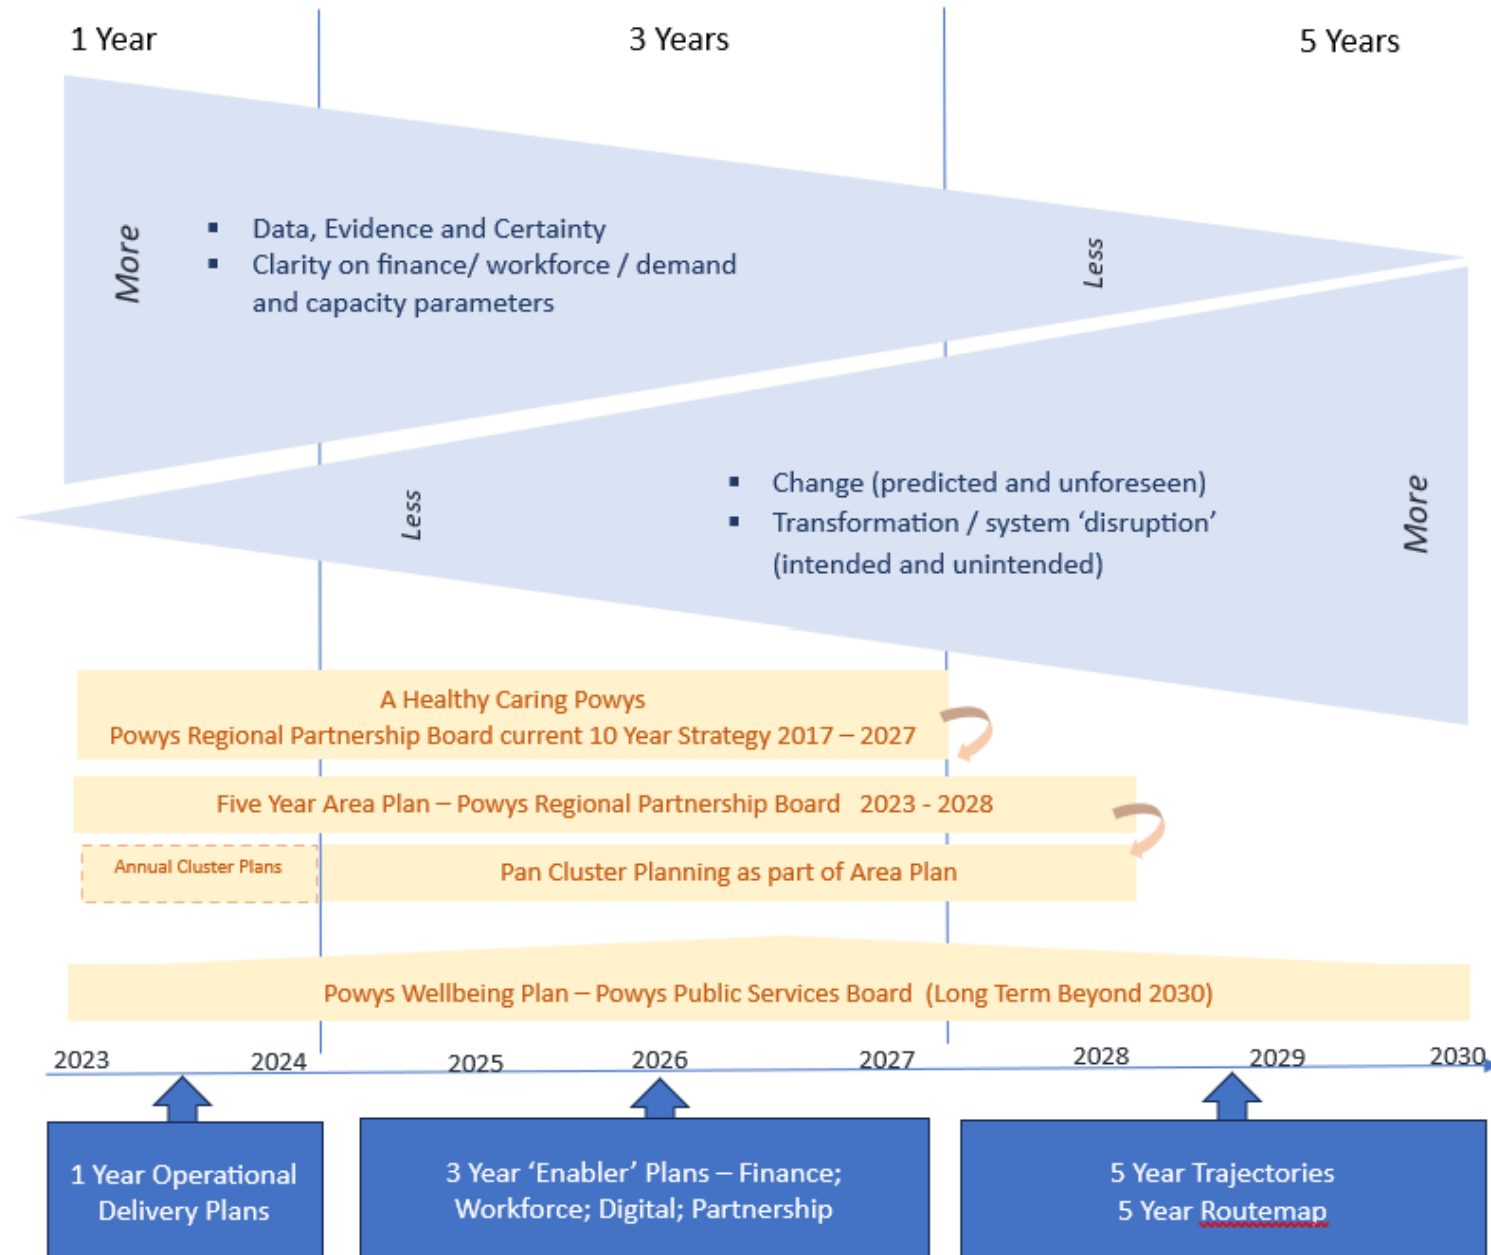 1 Year
3 Years
5 Years
More
▪ Data, Evidence and Certainty
▪ Clarity on finance/ workforce / demand
and capacity parameters
Less
Less
▪ Change (predicted and unforeseen)
▪ Transformation / system ‘disruption’
(intended and unintended)
More
A Healthy Caring Powys
Powys Regional Partnership Board current 10 Year Strategy 2017 – 2027
Five Year Area Plan – Powys Regional Partnership Board 2023 - 2028
Annual Cluster Plans
Pan Cluster Planning as part of Area Plan
Powys Wellbeing Plan – Powys Public Services Board (Long Term Beyond 2030)
2023
2024
2025
2026
2027
2028
2029
2030
1 Year Operational
Delivery Plans
3 Year ‘Enabler’ Plans – Finance;
Workforce; Digital; Partnership
5 Year Trajectories
5 Year Routemap